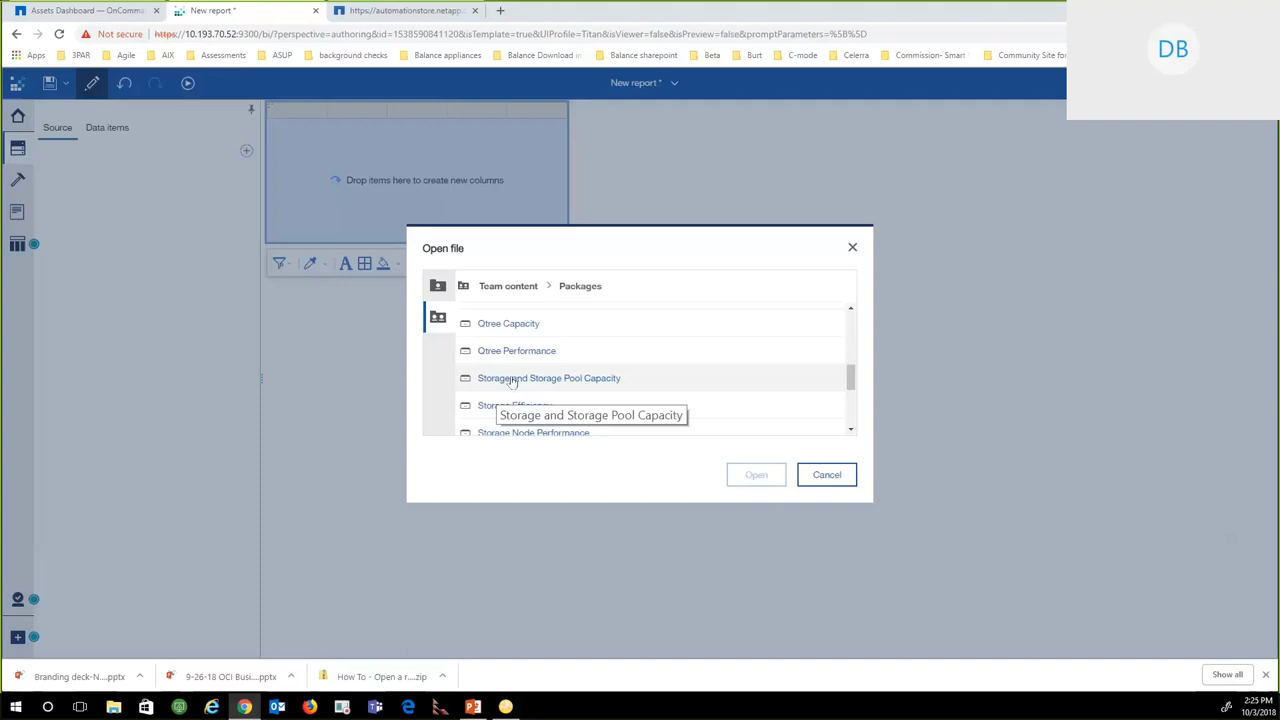 Assets Dashboard — OnComman
New report *
https://automationstore.netapp.c
Not secure
https://10.193.70.52:9300/bi/?perspective=authoring&id=1538590841120&isTemplate=true&UIProfile=Titan&isViewer=false&isPreview=false&promptParameters=%5B%5D
Apps
3PAR
Agile
AIX
Assessments
ASUP
background checks
Balance appliances
Balance Download in
Balance sharepoint
Beta
Burt
C-mode
Celerra
Commission- Smart
Community Site for
DB
New report *
Source
Data items
Drop items here to create new columns
Open file
Team content > Packages
Qtree Capacity
Qtree Performance
Storage and Storage Pool Capacity
Storage Efficiency
Storage and Storage Pool Capacity
Storage Node Performance
Open
Cancel
Branding deck-N....pptx
9-26-18 OCI Busi....pptx
How To - Open a r....zip
Show all
2:25 PM
10/3/2018